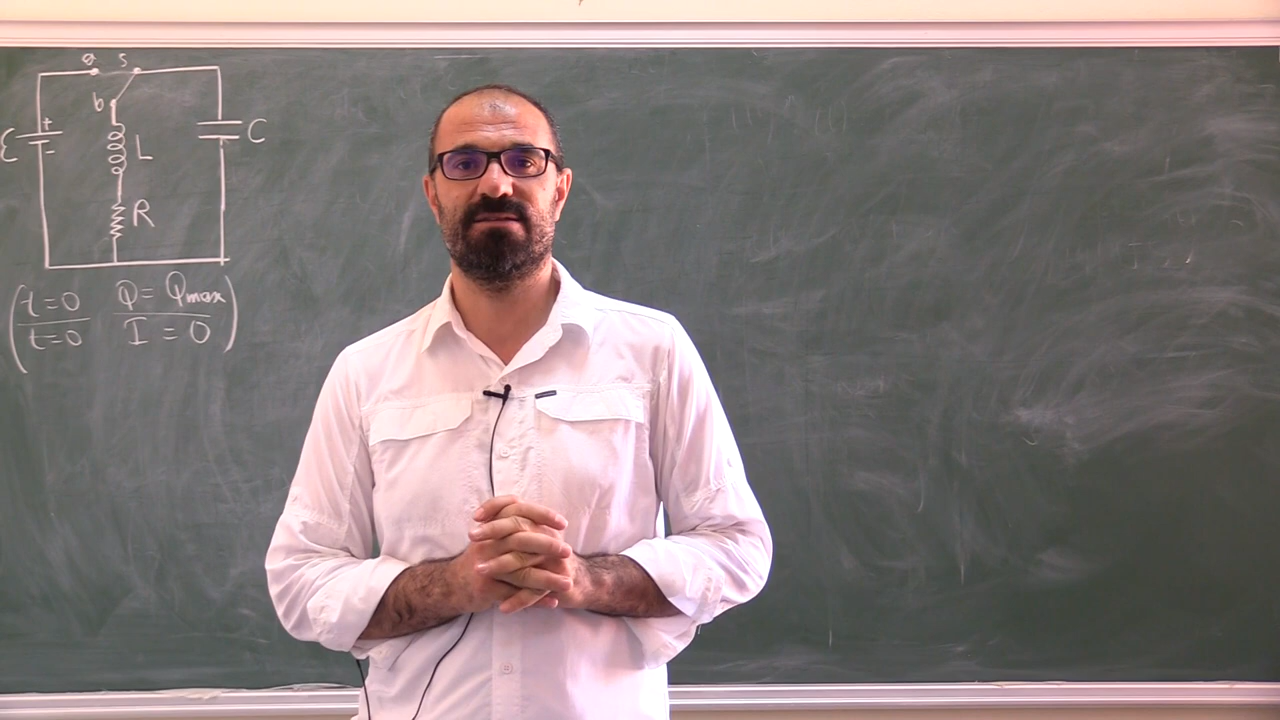 a s
b
+
ε
-
L
C
R
t=0 Q=Qmax
t=0 I=0